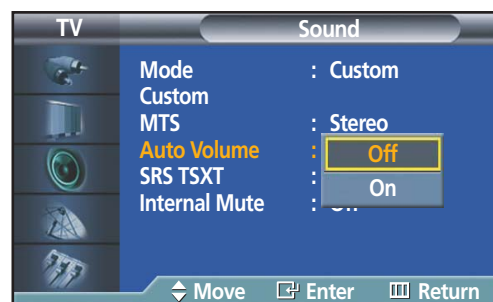 TV Sound
Mode : Custom
Custom
MTS : Stereo
Auto Volume : Off
SRS TSXT : On
Internal Mute :
Move Enter Return